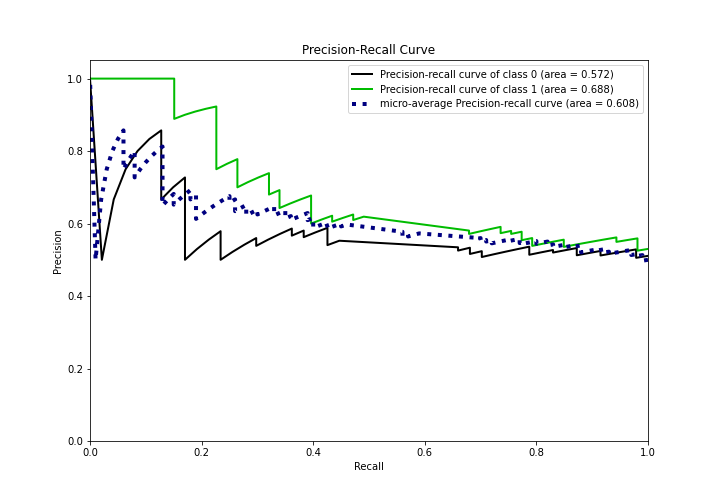 Precision-Recall Curve
Precision-recall curve of class 0 (area = 0.572)
Precision-recall curve of class 1 (area = 0.688)
micro-average Precision-recall curve (area = 0.608)
1.0
0.8
0.6
0.4
0.2
0.0
Precision
0.0 0.2 0.4 0.6 0.8 1.0
Recall